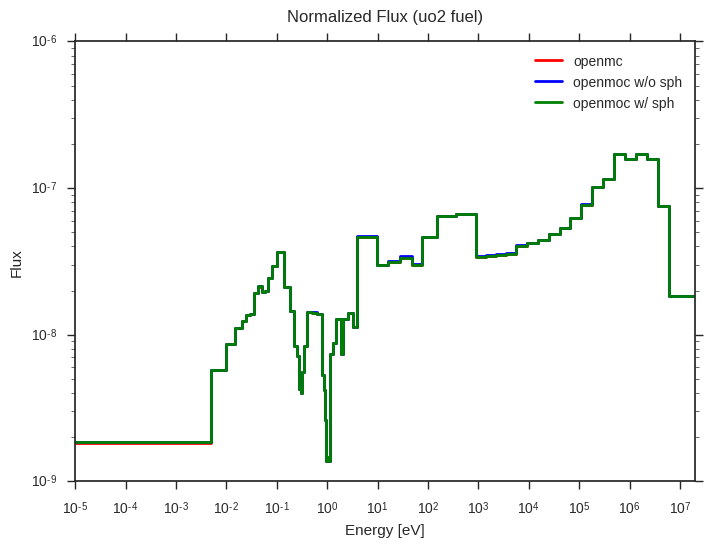 Normalized Flux (uo2 fuel)
10⁻⁶
10⁻⁷
10⁻⁸
10⁻⁹
Flux
openmc
openmoc w/o sph
openmoc w/ sph
10⁻⁵ 10⁻⁴ 10⁻³ 10⁻² 10⁻¹ 10⁰ 10¹ 10² 10³ 10⁴ 10⁵ 10⁶ 10⁷
Energy [eV]